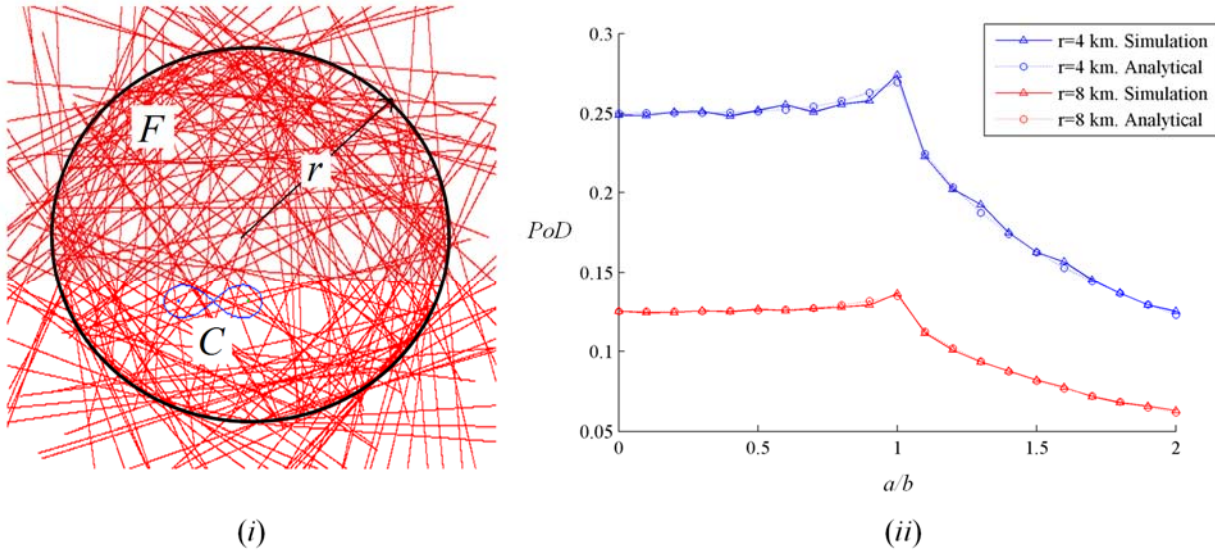 F
r
C
(i)
0.3
0.25
0.2
PoD
0.15
0.1
0.05
0
0.5
1
1.5
2
a/b
r=4 km. Simulation
r=4 km. Analytical
r=8 km. Simulation
r=8 km. Analytical
(ii)